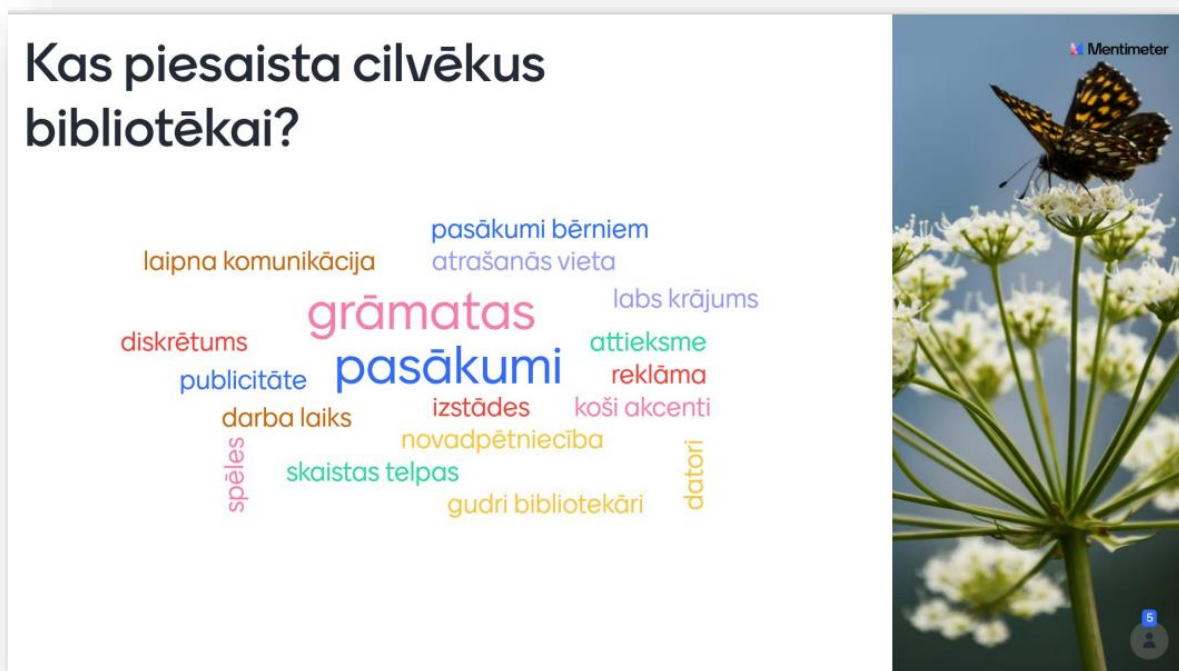 Kas piesaista cilvēkus
bibliotēkai?
Mentimeter
pasākumi bērniem
laipna komunikācija
atrašanās vieta
labs krājums
grāmatas
diskrētums
attieksme
pasākumi
publicitāte
reklāma
izstādes
koši akcenti
darba laiks
novadpētniecība
spēles
skaistas telpas
datori
gudri bibliotekāri
5